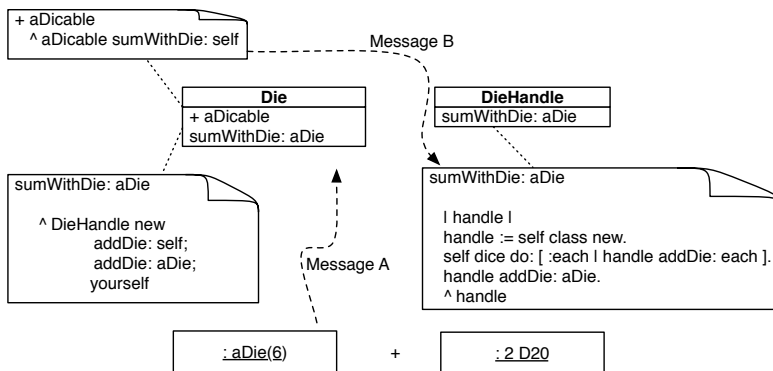 + aDicable
^ aDicable sumWithDie: self
Message B
Die
+ aDicable
sumWithDie: aDie
DieHandle
sumWithDie: aDie
sumWithDie: aDie
^ DieHandle new
addDie: self;
addDie: aDie;
yourself
Message A
sumWithDie: aDie
| handle |
handle := self class new.
self dice do: [ :each | handle addDie: each ].
handle addDie: aDie.
^ handle
: aDie(6)
+
: 2 D20